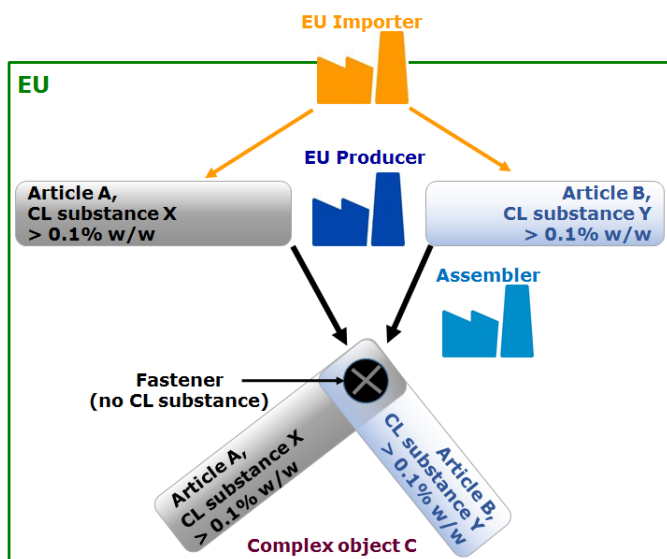 EU Importer
EU
EU Producer
Article A,
CL substance X
> 0.1% w/w
Article B,
CL substance Y
> 0.1% w/w
Assembler
Fastener
(no CL substance)
Article A,
CL substance X
> 0.1% w/w
Article B,
CL substance Y
> 0.1% w/w
Complex object C